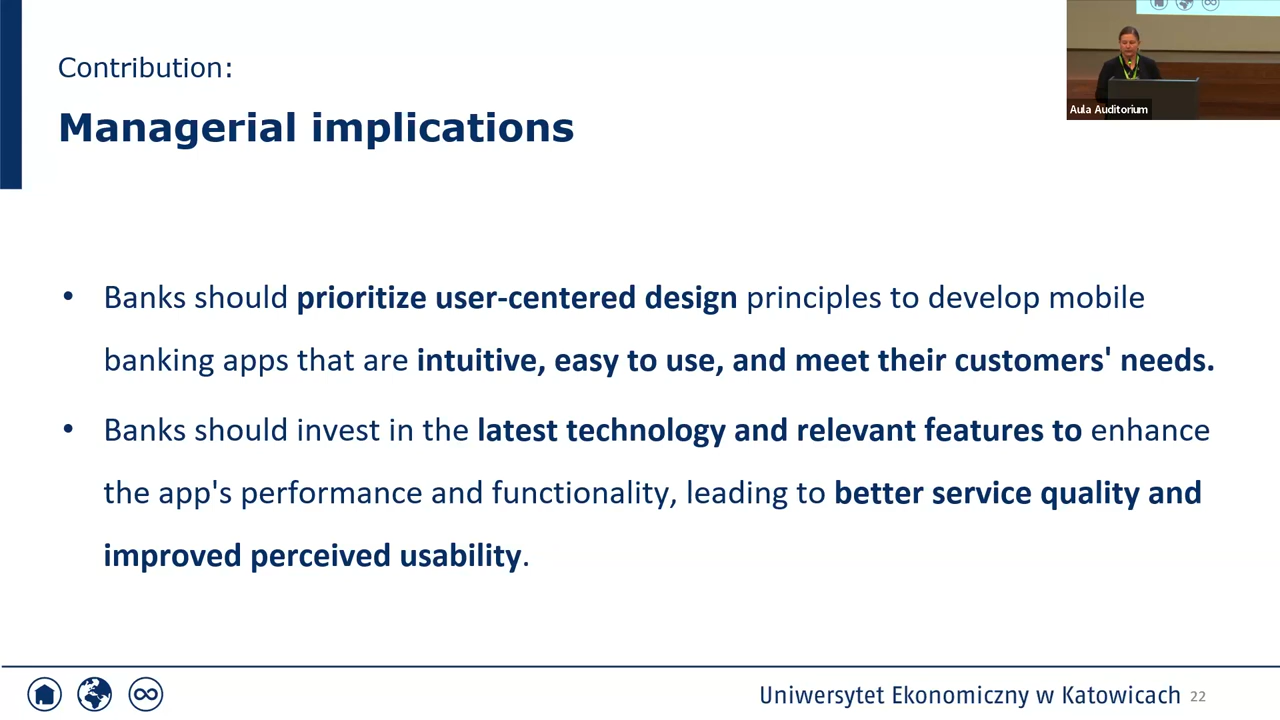 Contribution:
Managerial implications
Aula Auditorium
• Banks should prioritize user-centered design principles to develop mobile
banking apps that are intuitive, easy to use, and meet their customers' needs.
• Banks should invest in the latest technology and relevant features to enhance
the app's performance and functionality, leading to better service quality and
improved perceived usability.
Uniwersytet Ekonomiczny w Katowicach 22